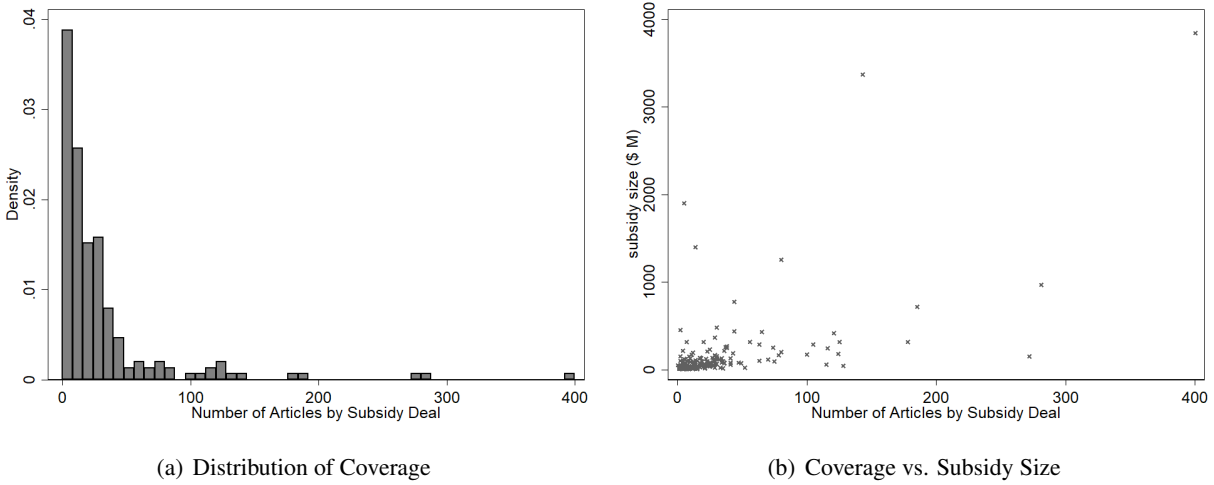 .04
.03
.02
.01
0
Density
0 100 200 300 400
Number of Articles by Subsidy Deal
(a) Distribution of Coverage
4000
3000
2000
1000
0
subsidy size ($ M)
0 100 200 300 400
Number of Articles by Subsidy Deal
(b) Coverage vs. Subsidy Size